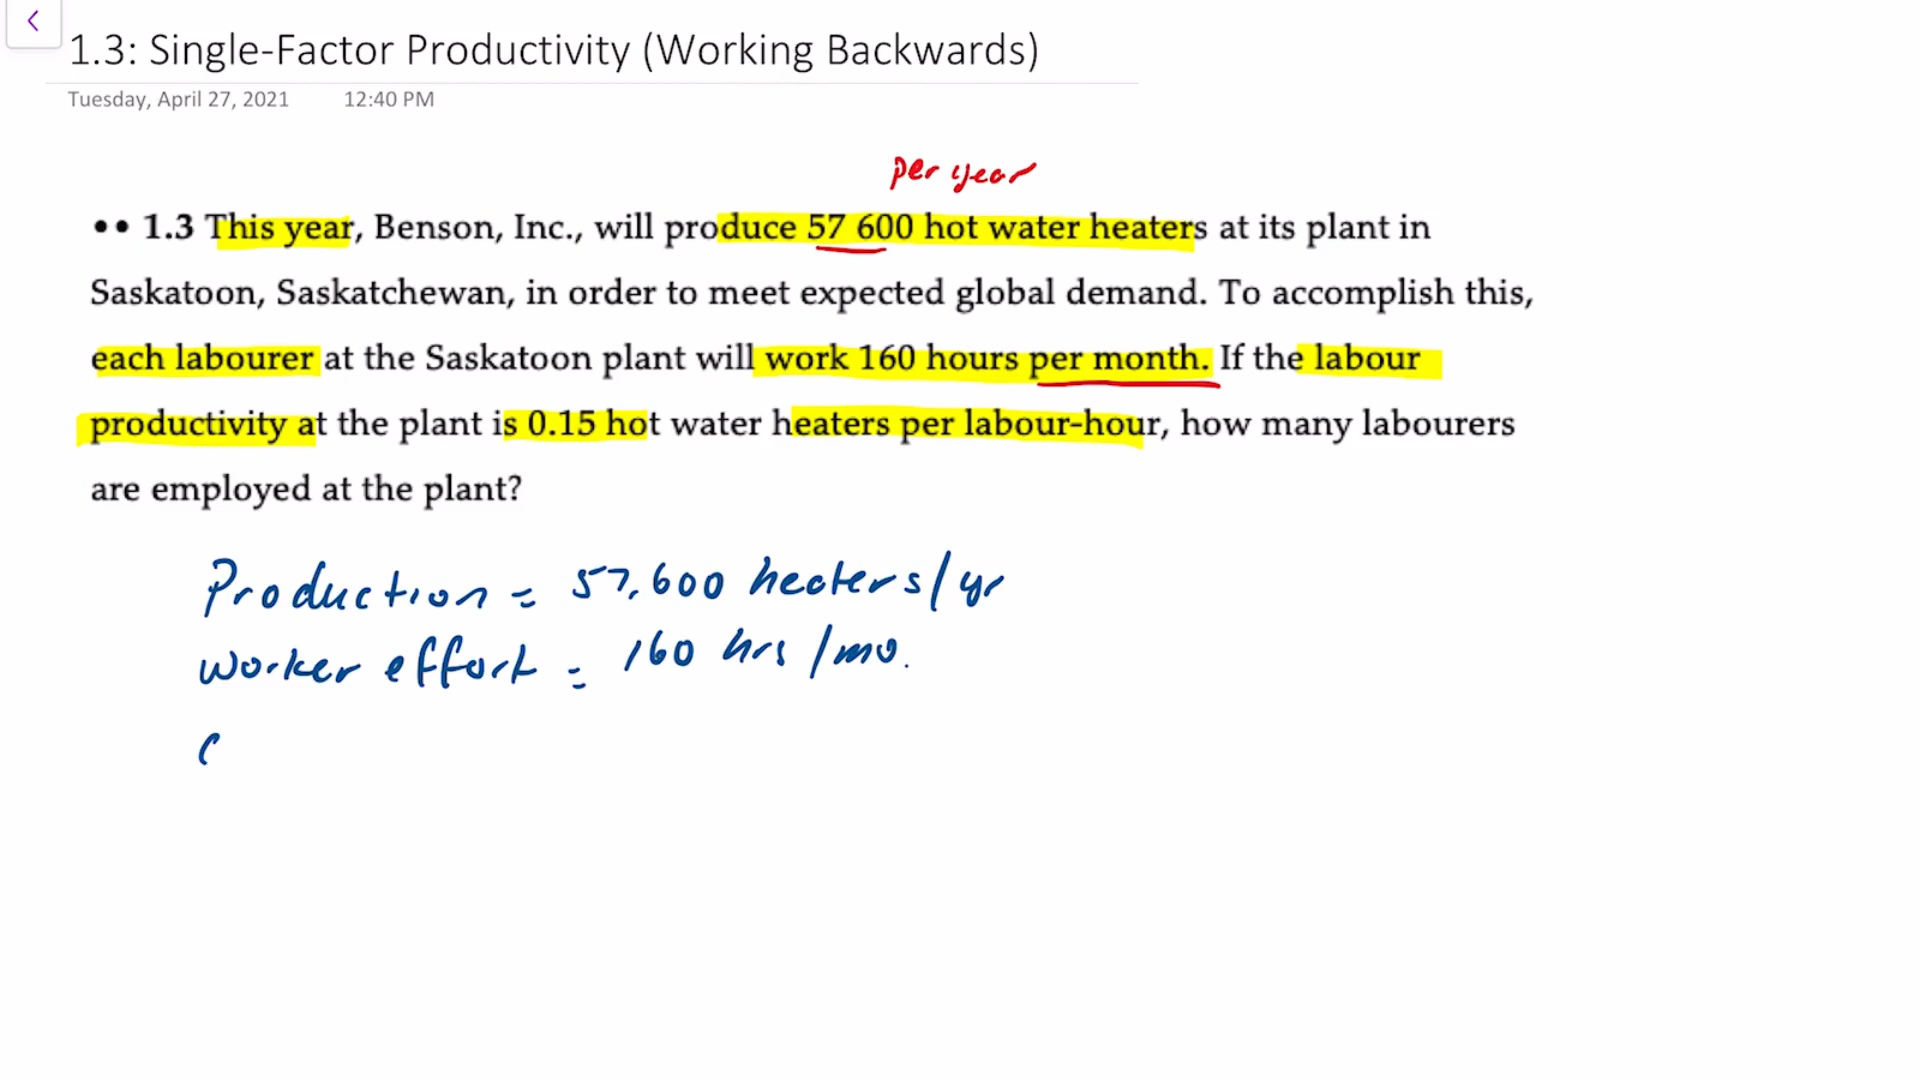 1.3: Single-Factor Productivity (Working Backwards)
Tuesday, April 27, 2021 12:40 PM
per year
•• 1.3 This year, Benson, Inc., will produce 57 600 hot water heaters at its plant in
Saskatoon, Saskatchewan, in order to meet expected global demand. To accomplish this,
each labourer at the Saskatoon plant will work 160 hours per month. If the labour
productivity at the plant is 0.15 hot water heaters per labour-hour, how many labourers
are employed at the plant?
Production = 57,600 heaters/yr
Worker effort = 160 hrs/mo.